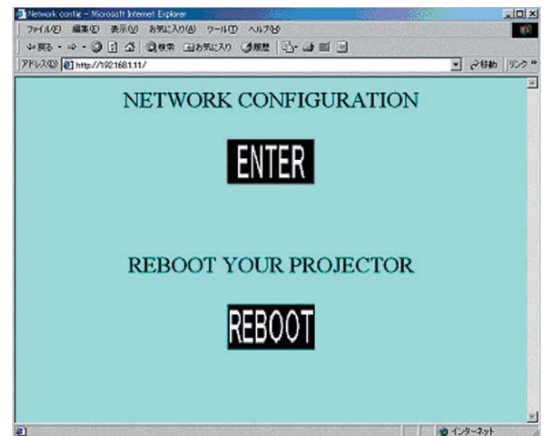 Network config - Microsoft Internet Explorer
ファイル(F) 編集(E) 表示(V) お気に入り(A) ツール(T) ヘルプ(H)
戻る 検索 お気に入り 履歴
アドレス(D) http://192.168.1.11/ 移動 リンク »
NETWORK CONFIGURATION
ENTER
REBOOT YOUR PROJECTOR
REBOOT
インターネット